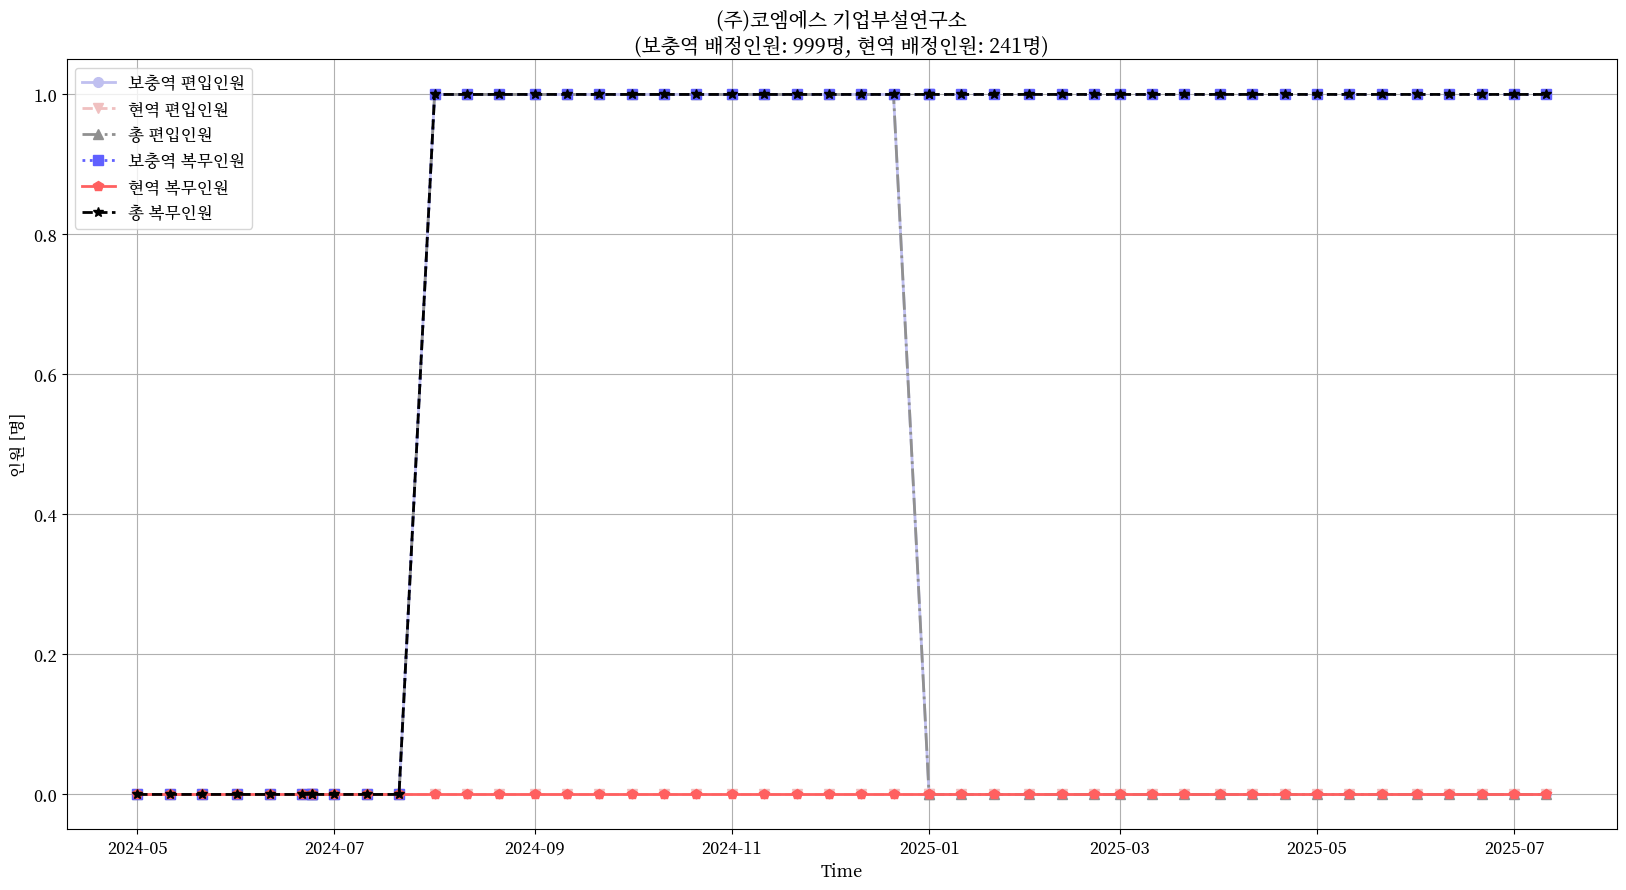 (주)코엠에스 기업부설연구소
(보충역 배정인원: 999명, 현역 배정인원: 241명)
보충역 편입인원
현역 편입인원
총 편입인원
보충역 복무인원
현역 복무인원
총 복무인원
1.0
0.8
0.6
0.4
0.2
0.0
인원 [명]
2024-05
2024-07
2024-09
2024-11
2025-01
2025-03
2025-05
2025-07
Time